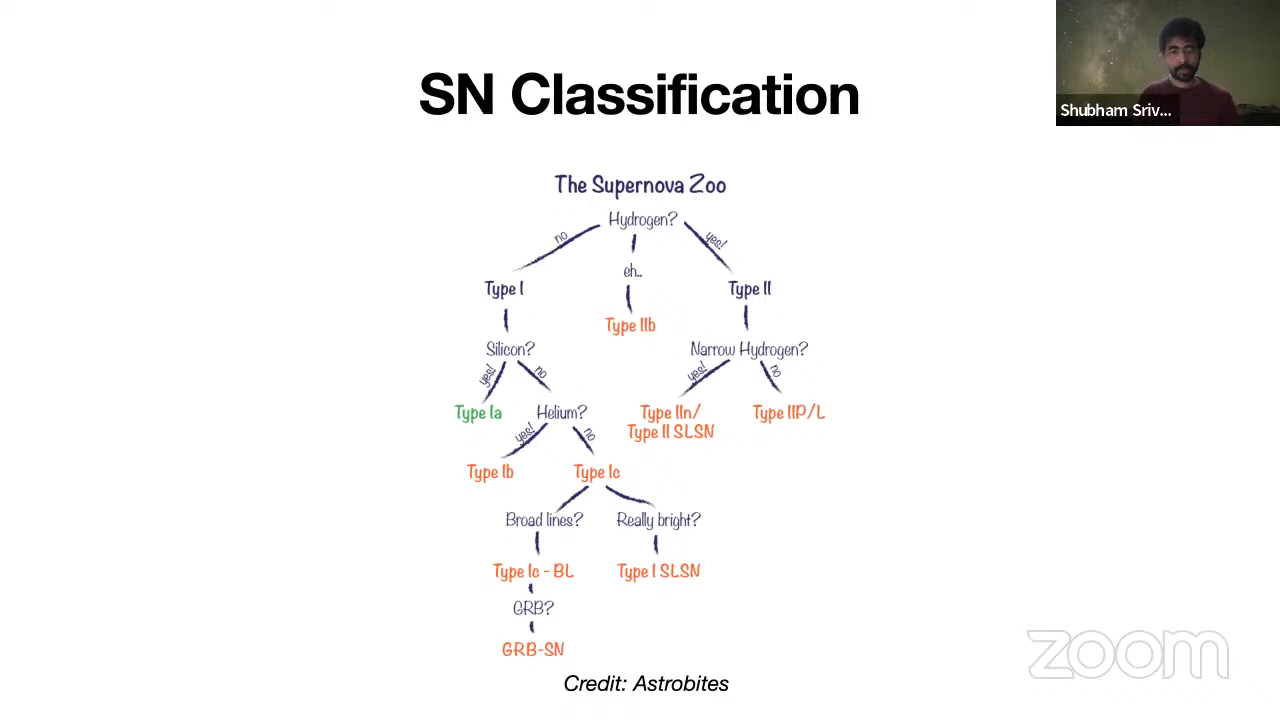 SN Classification
Shubham Sriv...
The Supernova Zoo
Hydrogen?
no
yes!
eh..
Type I
Type II
Type IIb
Silicon?
Narrow Hydrogen?
yes!
no
yes!
no
Type Ia
Helium?
Type IIn/
Type II SLSN
Type IIP/L
yes!
no
Type Ib
Type Ic
Broad lines?
Really bright?
Type Ic - BL
Type I SLSN
GRB?
GRB-SN
Credit: Astrobites
zoom